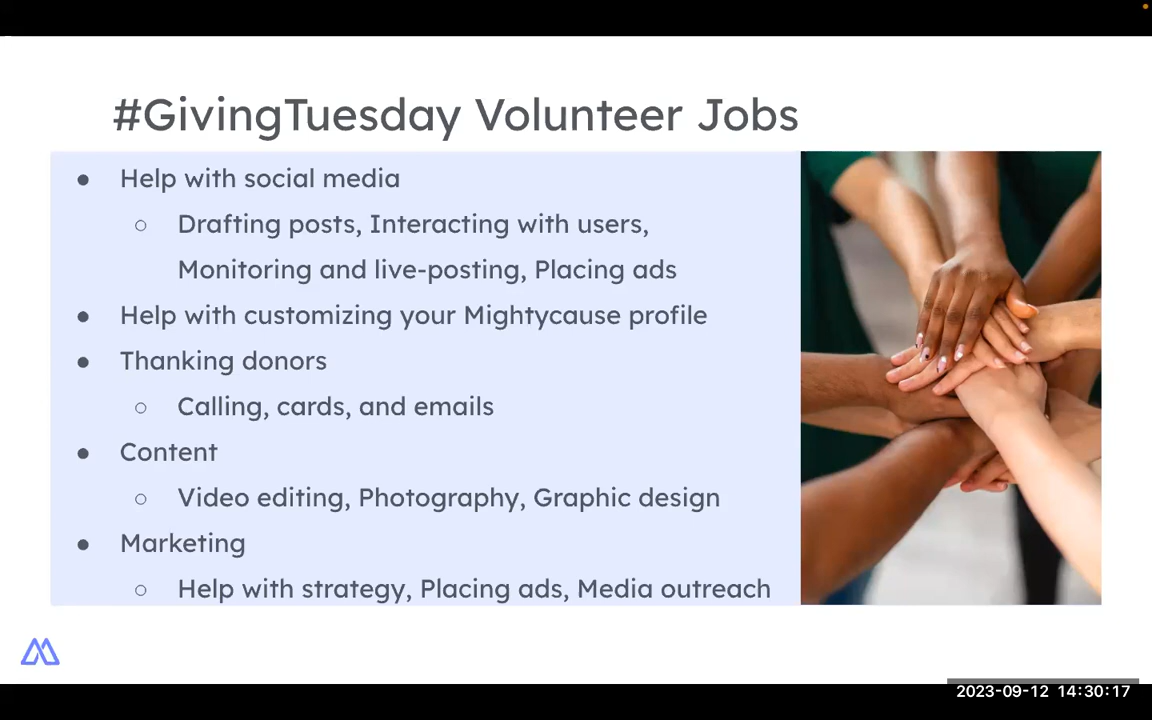 #GivingTuesday Volunteer Jobs
● Help with social media
○ Drafting posts, Interacting with users,
Monitoring and live-posting, Placing ads
● Help with customizing your Mightycause profile
● Thanking donors
○ Calling, cards, and emails
● Content
○ Video editing, Photography, Graphic design
● Marketing
○ Help with strategy, Placing ads, Media outreach
2023-09-12 14:30:17